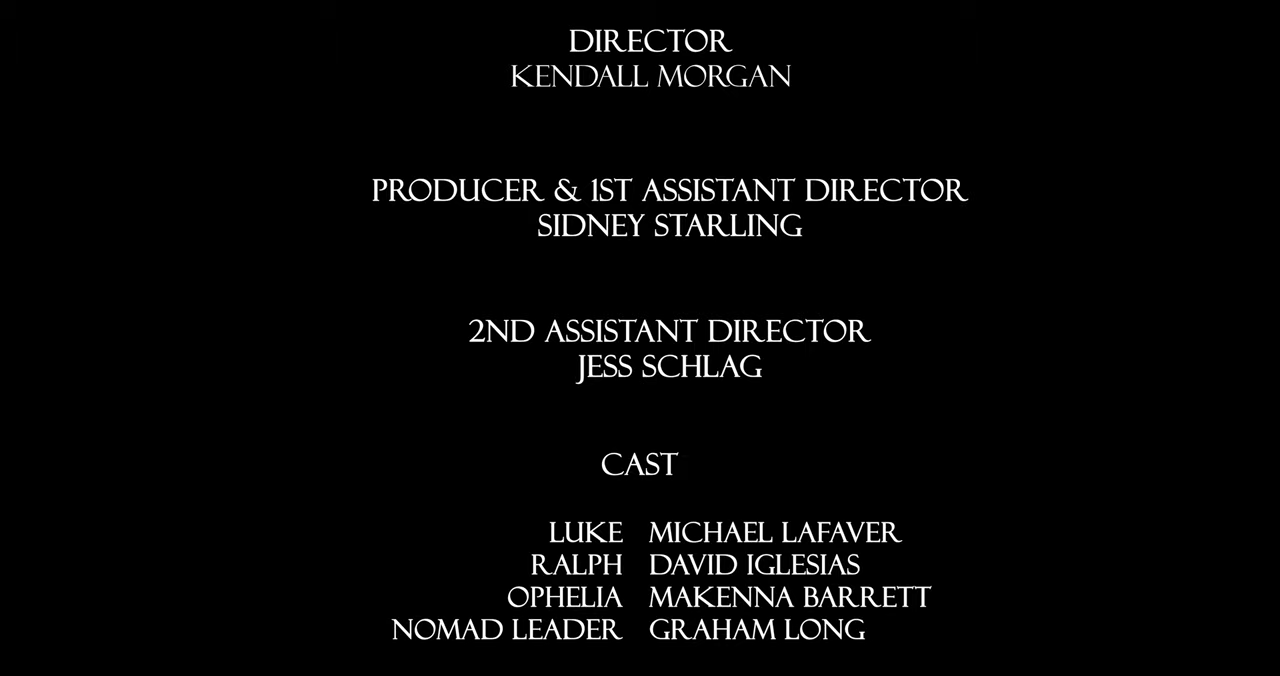 DIRECTOR
KENDALL MORGAN
PRODUCER & 1ST ASSISTANT DIRECTOR
SIDNEY STARLING
2ND ASSISTANT DIRECTOR
JESS SCHLAG
CAST
LUKE MICHAEL LAFAVER
RALPH DAVID IGLESIAS
OPHELIA MAKENNA BARRETT
NOMAD LEADER GRAHAM LONG